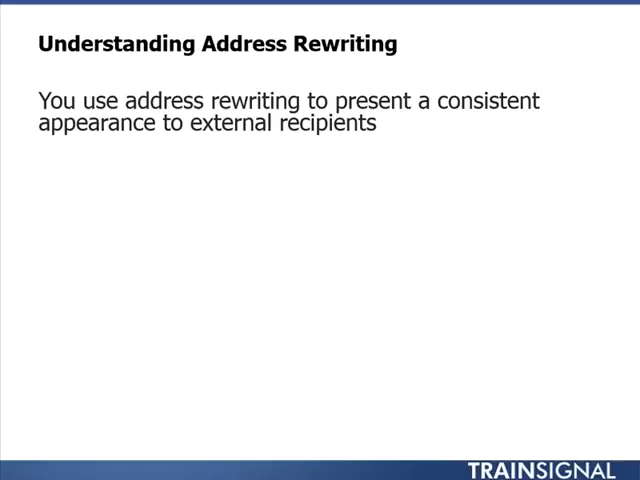 Understanding Address Rewriting
You use address rewriting to present a consistent
appearance to external recipients
TRAINSIGNAL